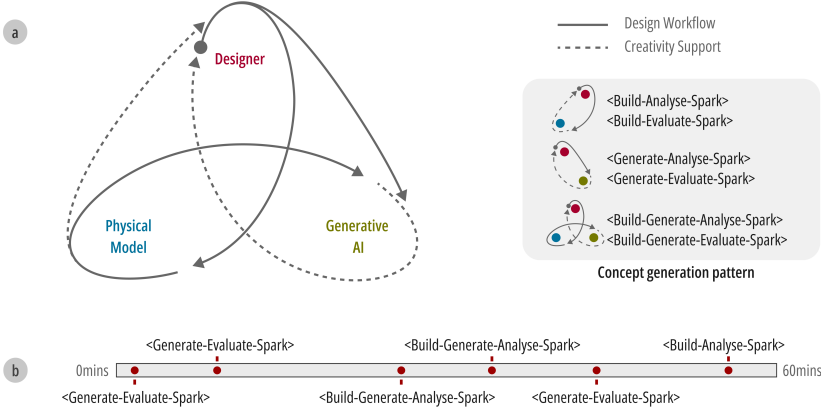 a
Designer
Physical
Model
Generative
AI
Design Workflow
Creativity Support
<Build-Analyse-Spark>
<Build-Evaluate-Spark>
<Generate-Analyse-Spark>
<Generate-Evaluate-Spark>
<Build-Generate-Analyse-Spark>
<Build-Generate-Evaluate-Spark>
Concept generation pattern
b
<Generate-Evaluate-Spark>
<Build-Generate-Analyse-Spark>
<Build-Analyse-Spark>
0mins
60mins
<Generate-Evaluate-Spark>
<Build-Generate-Analyse-Spark>
<Generate-Evaluate-Spark>